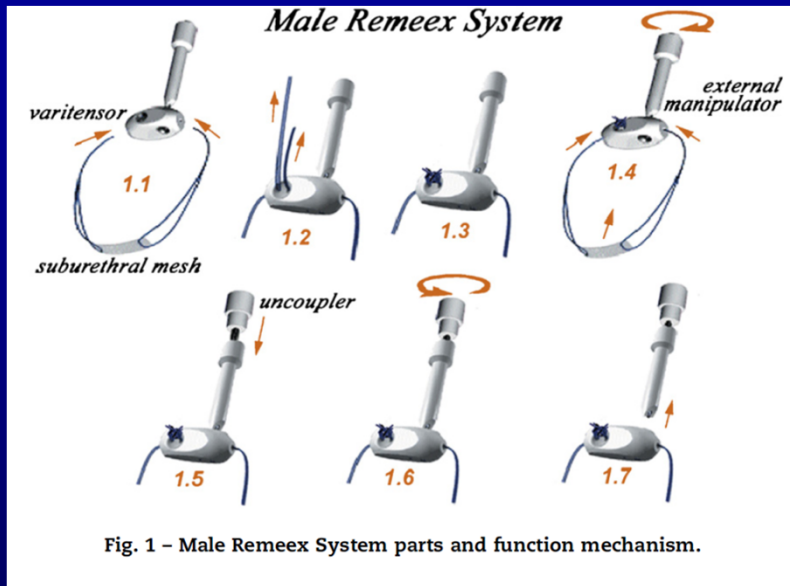 Male Remeex System
varitensor
external
manipulator
1.1
1.2
1.3
1.4
suburethral mesh
uncoupler
1.5
1.6
1.7
Fig. 1 – Male Remeex System parts and function mechanism.